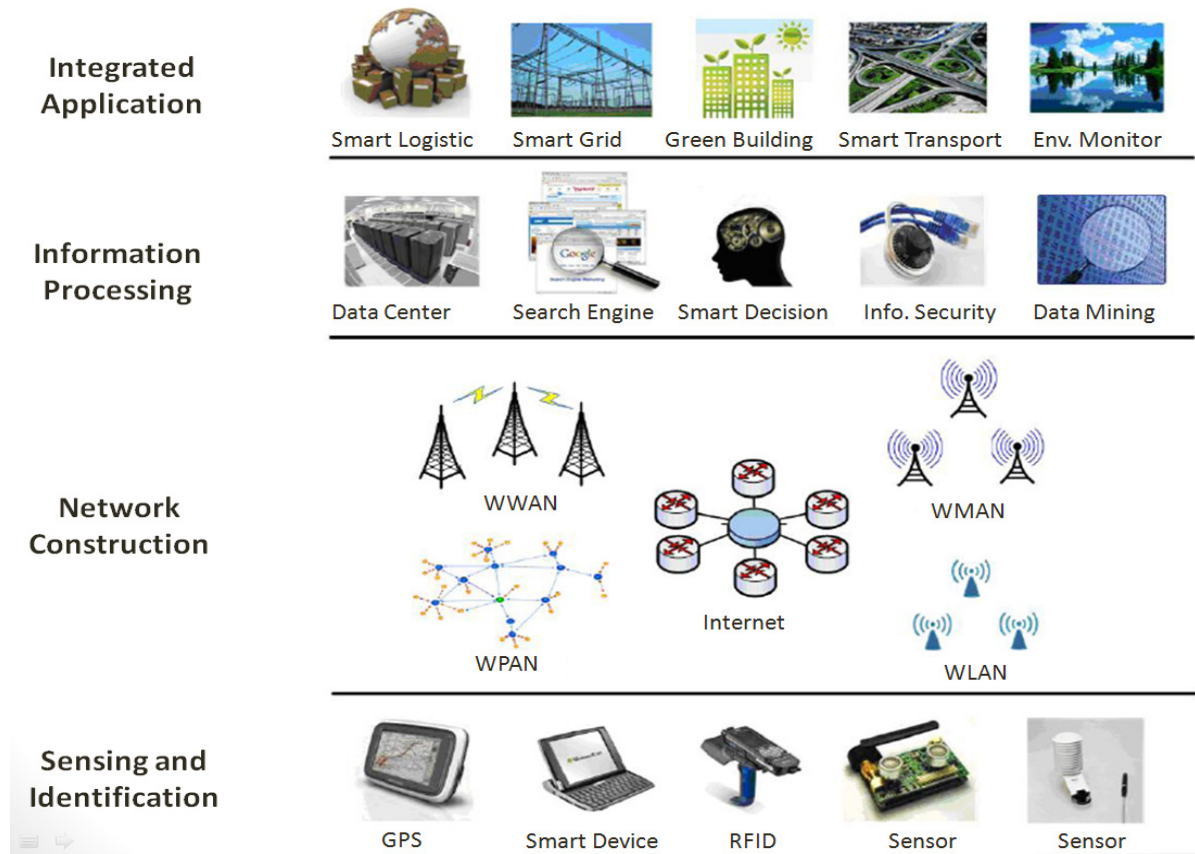 Integrated
Application
Smart Logistic
Smart Grid
Green Building
Smart Transport
Env. Monitor
Information
Processing
Google
Data Center
Search Engine
Smart Decision
Info. Security
Data Mining
Network
Construction
WWAN
WMAN
Internet
WPAN
WLAN
Sensing and
Identification
GPS
Smart Device
RFID
Sensor
Sensor